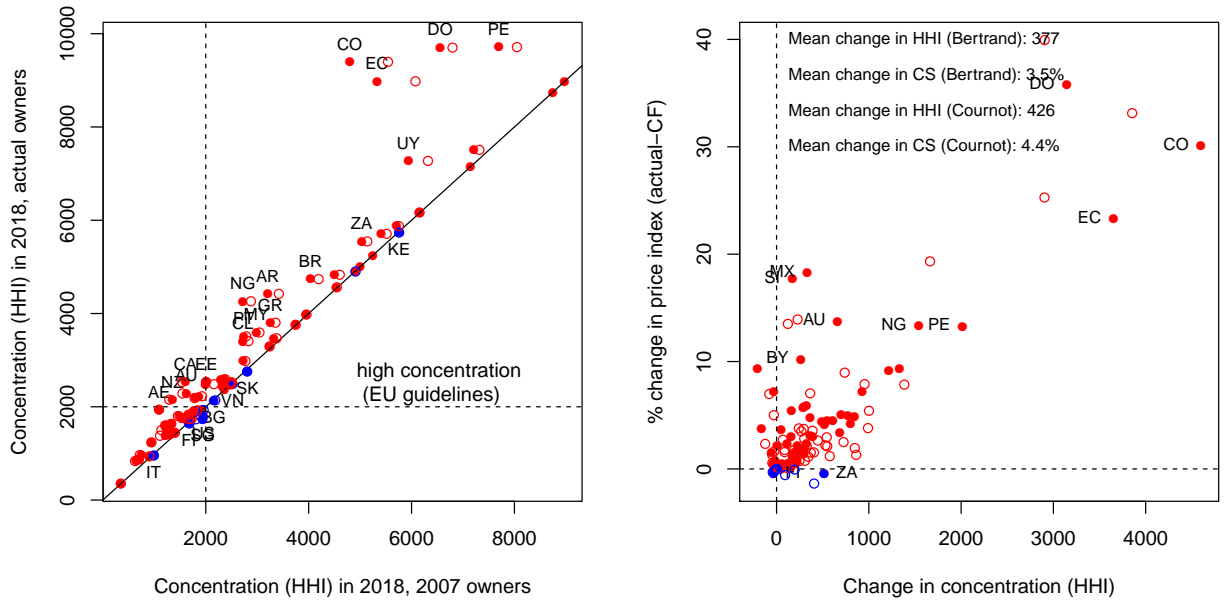 Concentration (HHI) in 2018, actual owners
0
2000
4000
6000
8000
10000
CO
EC
DO
PE
UY
ZA
KE
BR
NG
AR
GR
MY
CL
CA
EE
NZ
AU
AE
SK
VN
BG
FI
IT
high concentration
(EU guidelines)
2000
4000
6000
8000
Concentration (HHI) in 2018, 2007 owners
% change in price index (actual−CF)
0
10
20
30
40
Mean change in HHI (Bertrand): 377
Mean change in CS (Bertrand): 3.5%
Mean change in HHI (Cournot): 426
Mean change in CS (Cournot): 4.4%
DO
CO
EC
MX
SI
AU
NG
PE
BY
ZA
0
1000
2000
3000
4000
Change in concentration (HHI)